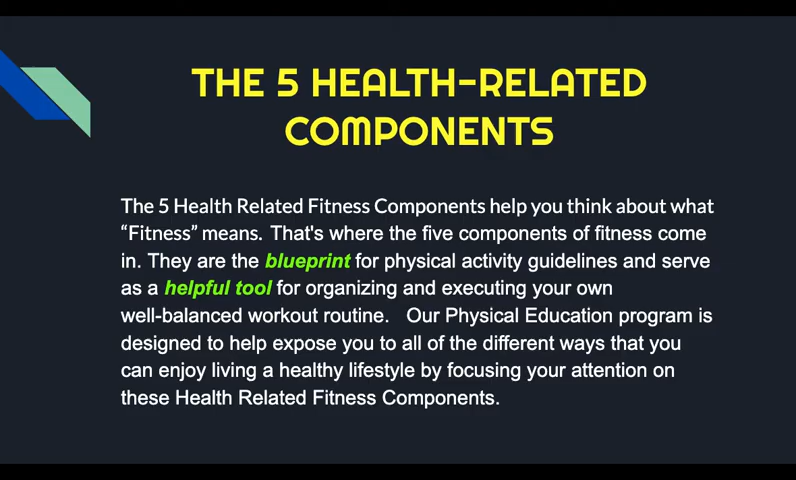 THE 5 HEALTH-RELATED
COMPONENTS
The 5 Health Related Fitness Components help you think about what
“Fitness” means. That's where the five components of fitness come
in. They are the blueprint for physical activity guidelines and serve
as a helpful tool for organizing and executing your own
well-balanced workout routine. Our Physical Education program is
designed to help expose you to all of the different ways that you
can enjoy living a healthy lifestyle by focusing your attention on
these Health Related Fitness Components.